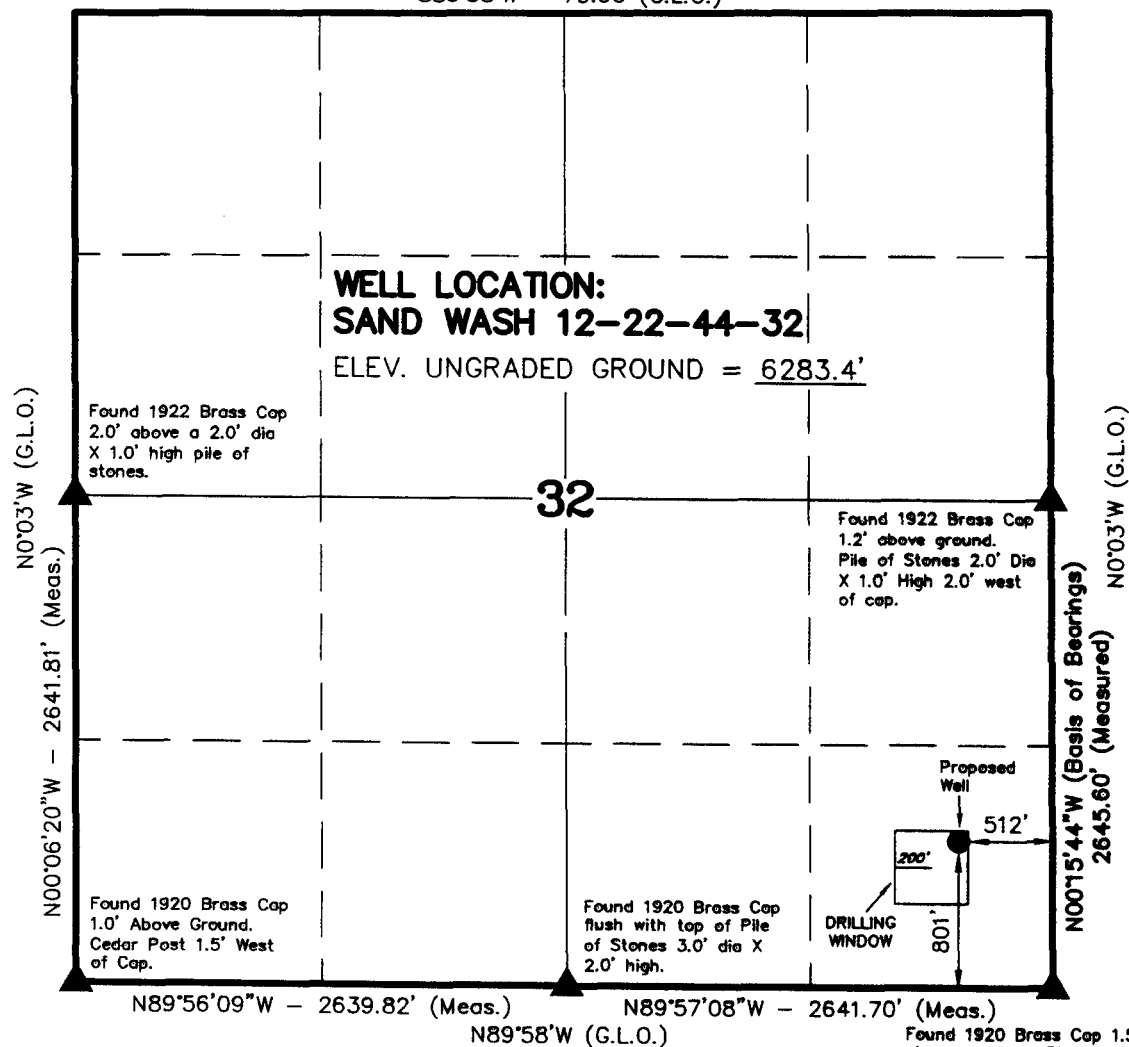 WELL LOCATION:
SAND WASH 12-22-44-32
ELEV. UNGRADED GROUND = 6283.4'
N0°03'W (G.L.O.)
Found 1922 Brass Cap
2.0' above a 2.0' dia
X 1.0' high pile of
stones.
32
N0°03'W (G.L.O.)
Found 1922 Brass Cap
1.2' above ground.
Pile of Stones 2.0' Dia
X 1.0' High 2.0' west
of cap.
N00°06'20"W - 2641.81' (Meas.)
N00°15'44"W (Basis of Bearings)
2645.60' (Measured)
Proposed
Well
512'
200'
801'
DRILLING
WINDOW
Found 1920 Brass Cap
1.0' Above Ground.
Cedar Post 1.5' West
of Cap.
Found 1920 Brass Cap
flush with top of Pile
of Stones 3.0' dia X
2.0' high.
N89°56'09"W - 2639.82' (Meas.)
N89°57'08"W - 2641.70' (Meas.)
N89°58'W (G.L.O.)
Found 1920 Brass Cap 1.5